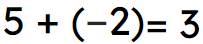 5 + (−2)= 3